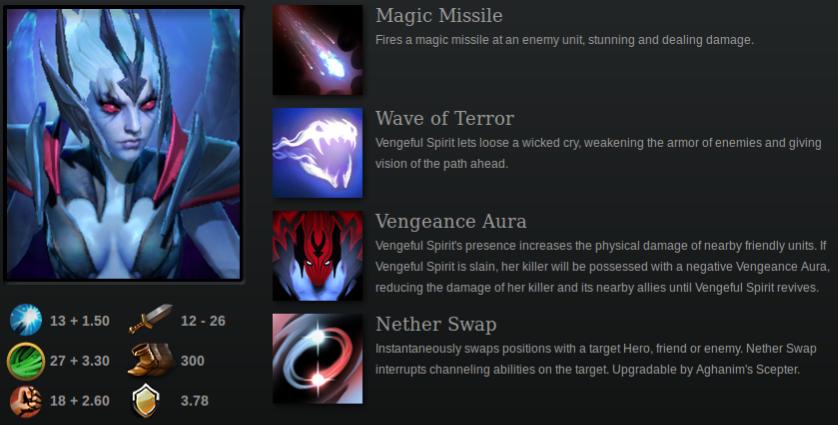 Magic Missile
Fires a magic missile at an enemy unit, stunning and dealing damage.
Wave of Terror
Vengeful Spirit lets loose a wicked cry, weakening the armor of enemies and giving
vision of the path ahead.
Vengeance Aura
Vengeful Spirit's presence increases the physical damage of nearby friendly units. If
Vengeful Spirit is slain, her killer will be possessed with a negative Vengeance Aura,
reducing the damage of her killer and its nearby allies until Vengeful Spirit revives.
Nether Swap
Instantaneously swaps positions with a target Hero, friend or enemy. Nether Swap
interrupts channeling abilities on the target. Upgradable by Aghanim's Scepter.
13 + 1.50 12 - 26
27 + 3.30 300
18 + 2.60 3.78